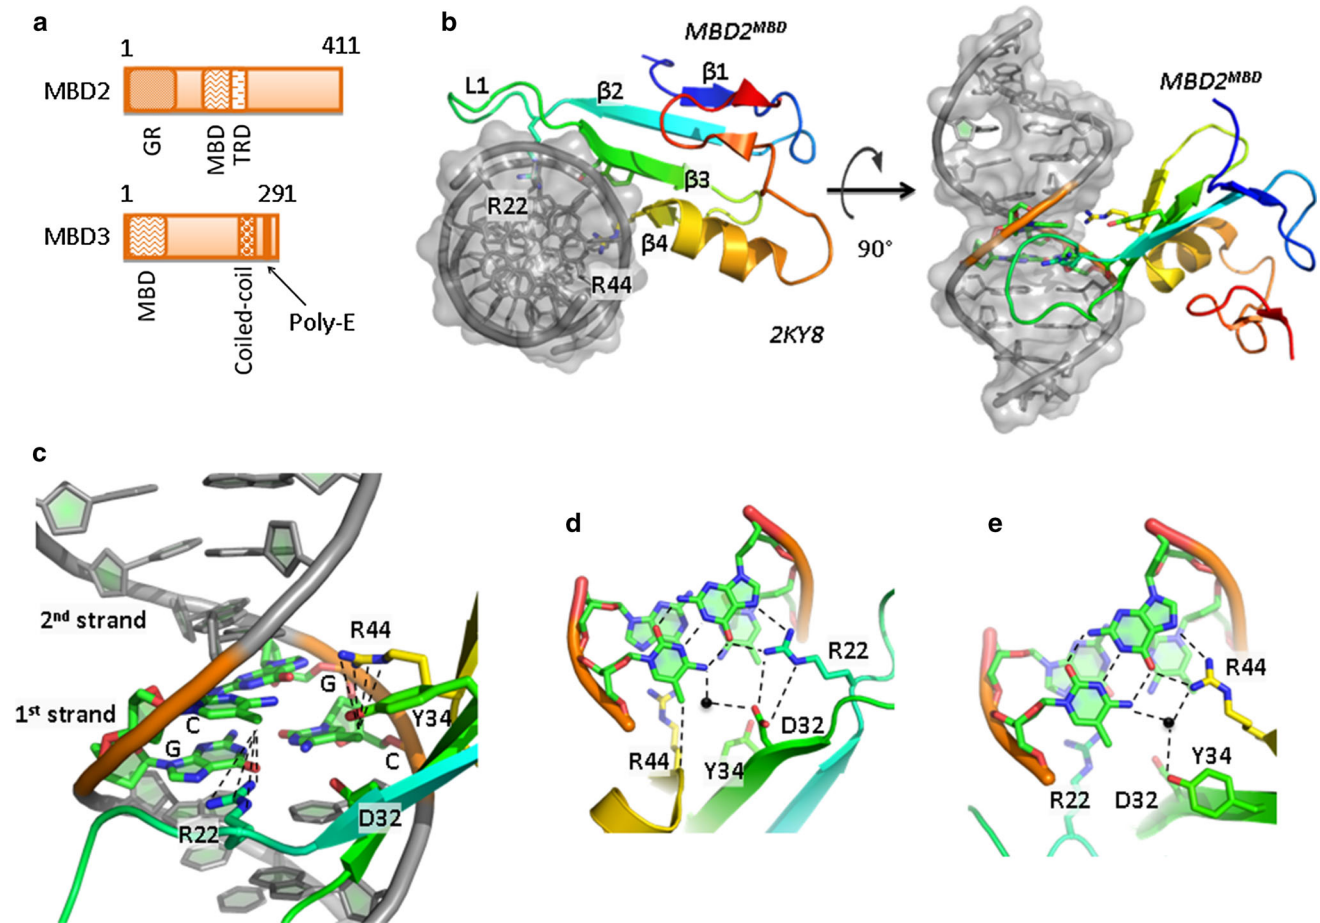 a
1
411
MBD2
GR
MBD
TRD
1
291
MBD3
MBD
Coiled-coil
Poly-E
b
MBD2ᴹᴮᴰ
L1
β2
β1
β3
R22
β4
R44
2KY8
90°
MBD2ᴹᴮᴰ
c
2nd strand
R44
G
1st strand
C
Y34
G
C
R22
D32
d
R22
D32
R44
Y34
e
R44
Y34
R22
D32